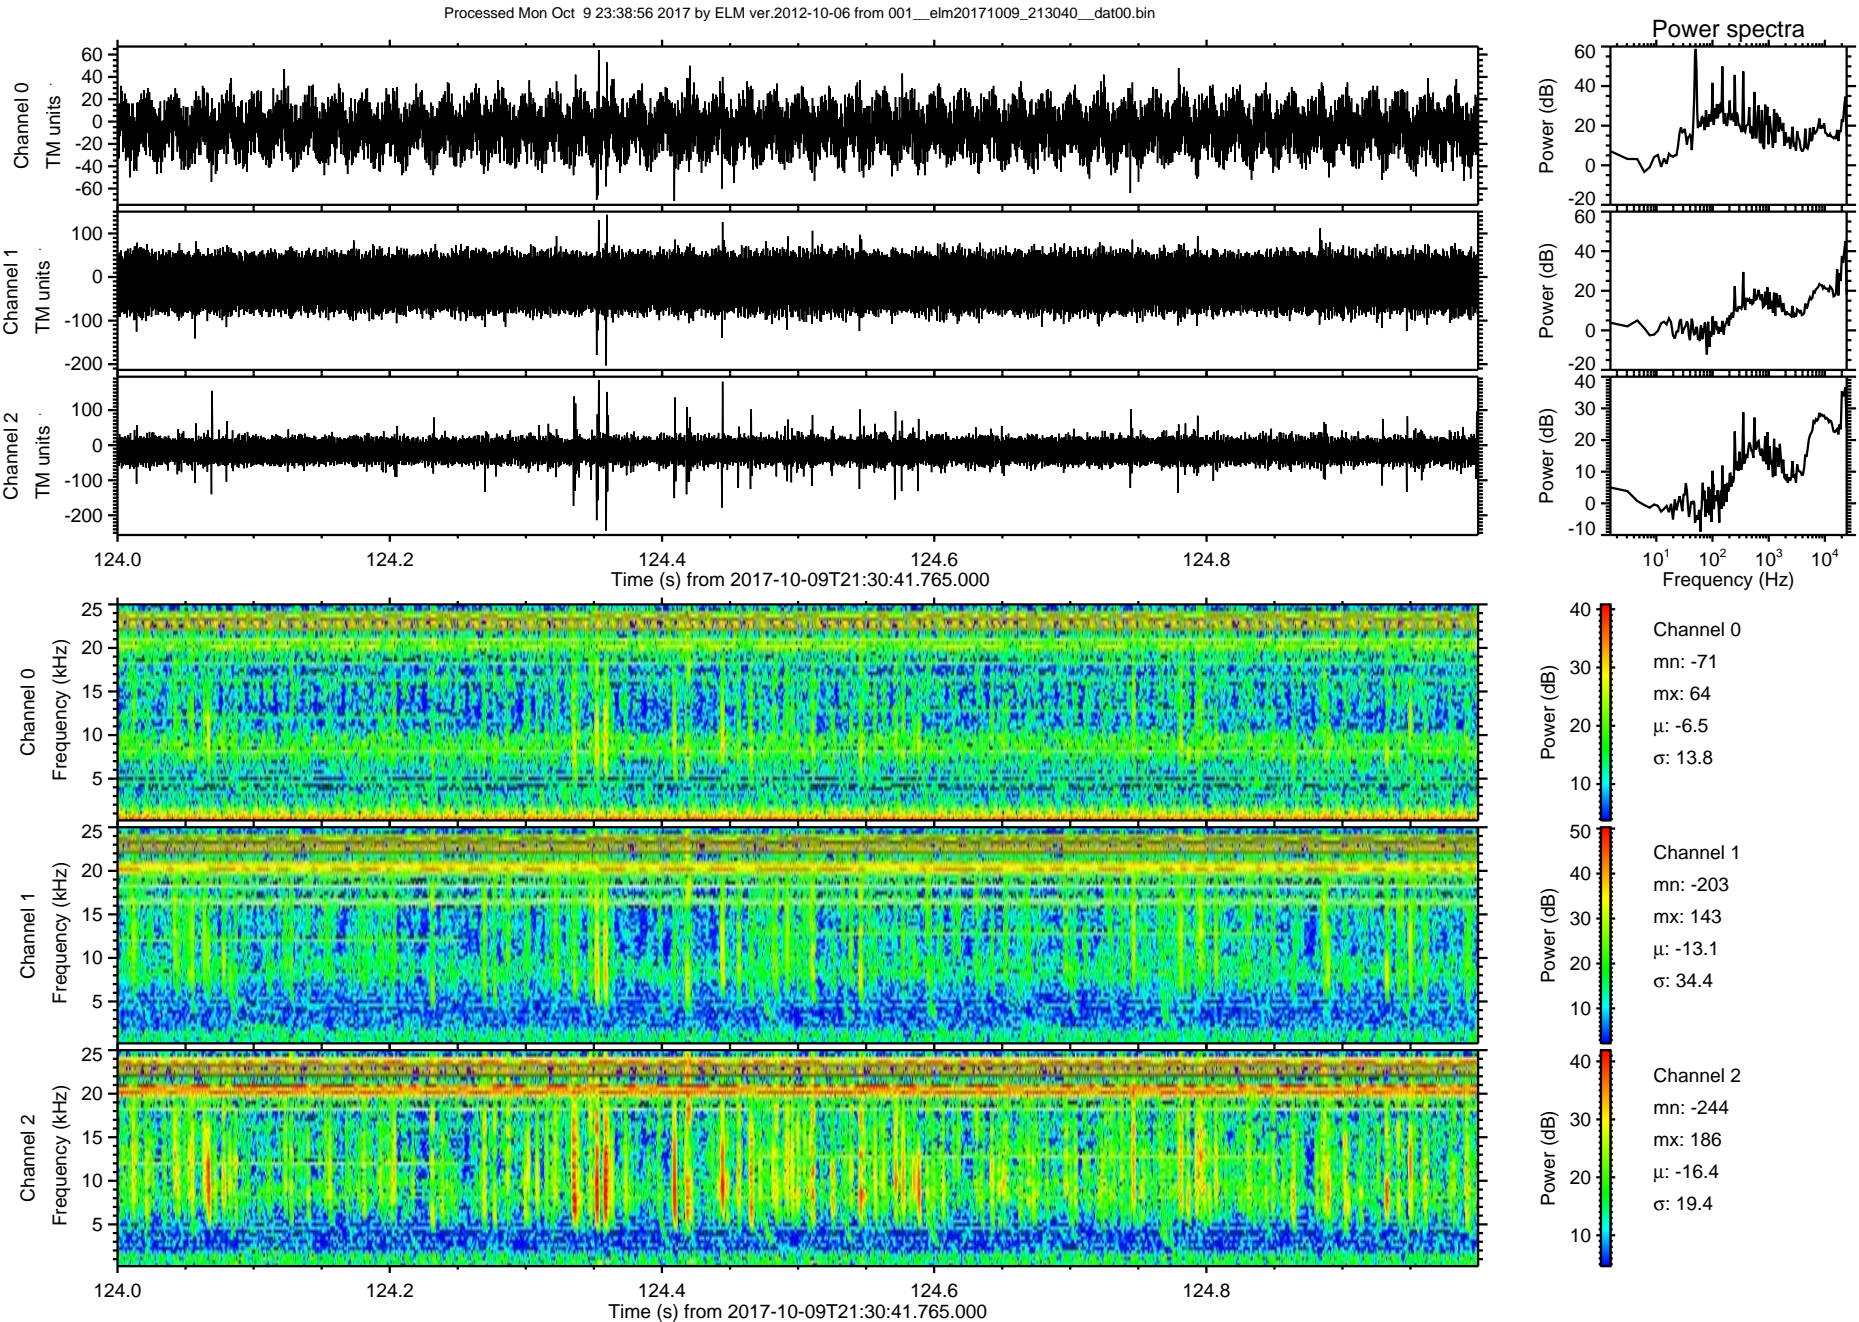 Processed Mon Oct  9 23:38:56 2017 by ELM ver.2012-10-06 from 001__elm20171009_213040__dat00.bin
Power spectra
Channel 0
TM units
60
40
20
0
-20
-40
-60
Power (dB)
60
40
20
0
-20
Channel 1
TM units
100
0
-100
-200
Power (dB)
60
40
20
0
-20
Channel 2
TM units
100
0
-100
-200
Power (dB)
40
30
20
10
0
-10
124.0 124.2 124.4 124.6 124.8
Time (s) from 2017-10-09T21:30:41.765.000
10^1 10^2 10^3 10^4
Frequency (Hz)
Channel 0
Frequency (kHz)
25
20
15
10
5
Power (dB)
40
30
20
10
Channel 0
mn: -71
mx: 64
μ: -6.5
σ: 13.8
Channel 1
Frequency (kHz)
25
20
15
10
5
Power (dB)
50
40
30
20
10
Channel 1
mn: -203
mx: 143
μ: -13.1
σ: 34.4
Channel 2
Frequency (kHz)
25
20
15
10
5
Power (dB)
40
30
20
10
Channel 2
mn: -244
mx: 186
μ: -16.4
σ: 19.4
124.0 124.2 124.4 124.6 124.8
Time (s) from 2017-10-09T21:30:41.765.000